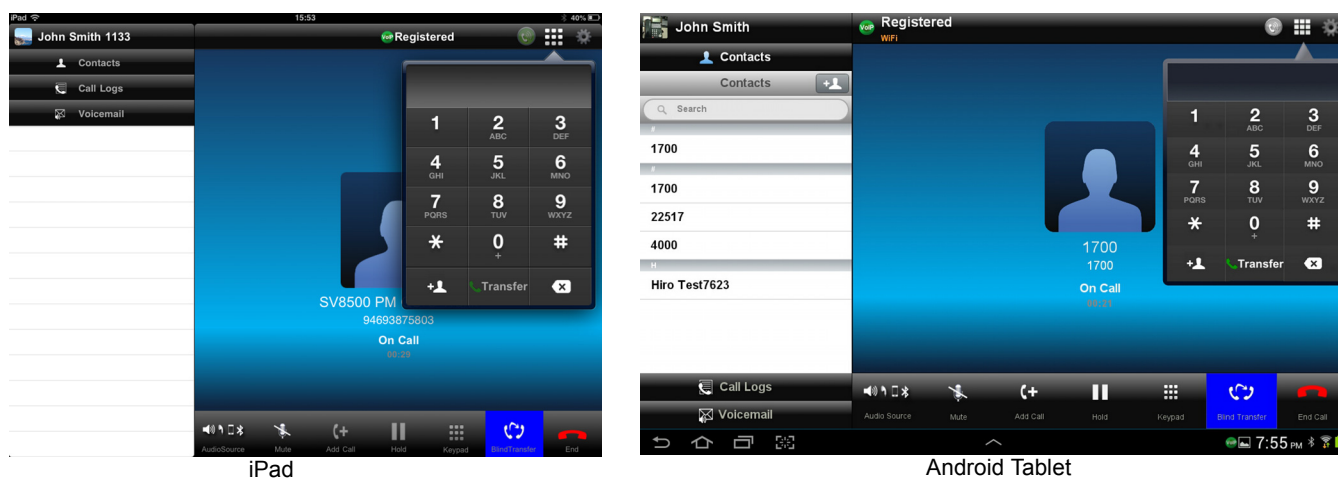 iPad 15:53 40%
John Smith 1133 VoIP Registered
Contacts
Call Logs
Voicemail
1 2 3
ABC DEF
4 5 6
GHI JKL MNO
7 8 9
PQRS TUV WXYZ
* 0 #
+
+ Transfer
SV8500 PM
94693875803
On Call
00:29
AudioSource Mute Add Call Hold Keypad BlindTransfer End
iPad
John Smith VoIP Registered
WiFi
Contacts
Contacts
Search
#
1700
#
1700
22517
4000
H
Hiro Test7623
Call Logs
Voicemail
1 2 3
ABC DEF
4 5 6
GHI JKL MNO
7 8 9
PQRS TUV WXYZ
* 0 #
+
+ Transfer
1700
1700
On Call
00:21
Audio Source Mute Add Call Hold Keypad Blind Transfer End Call
7:55 PM
Android Tablet